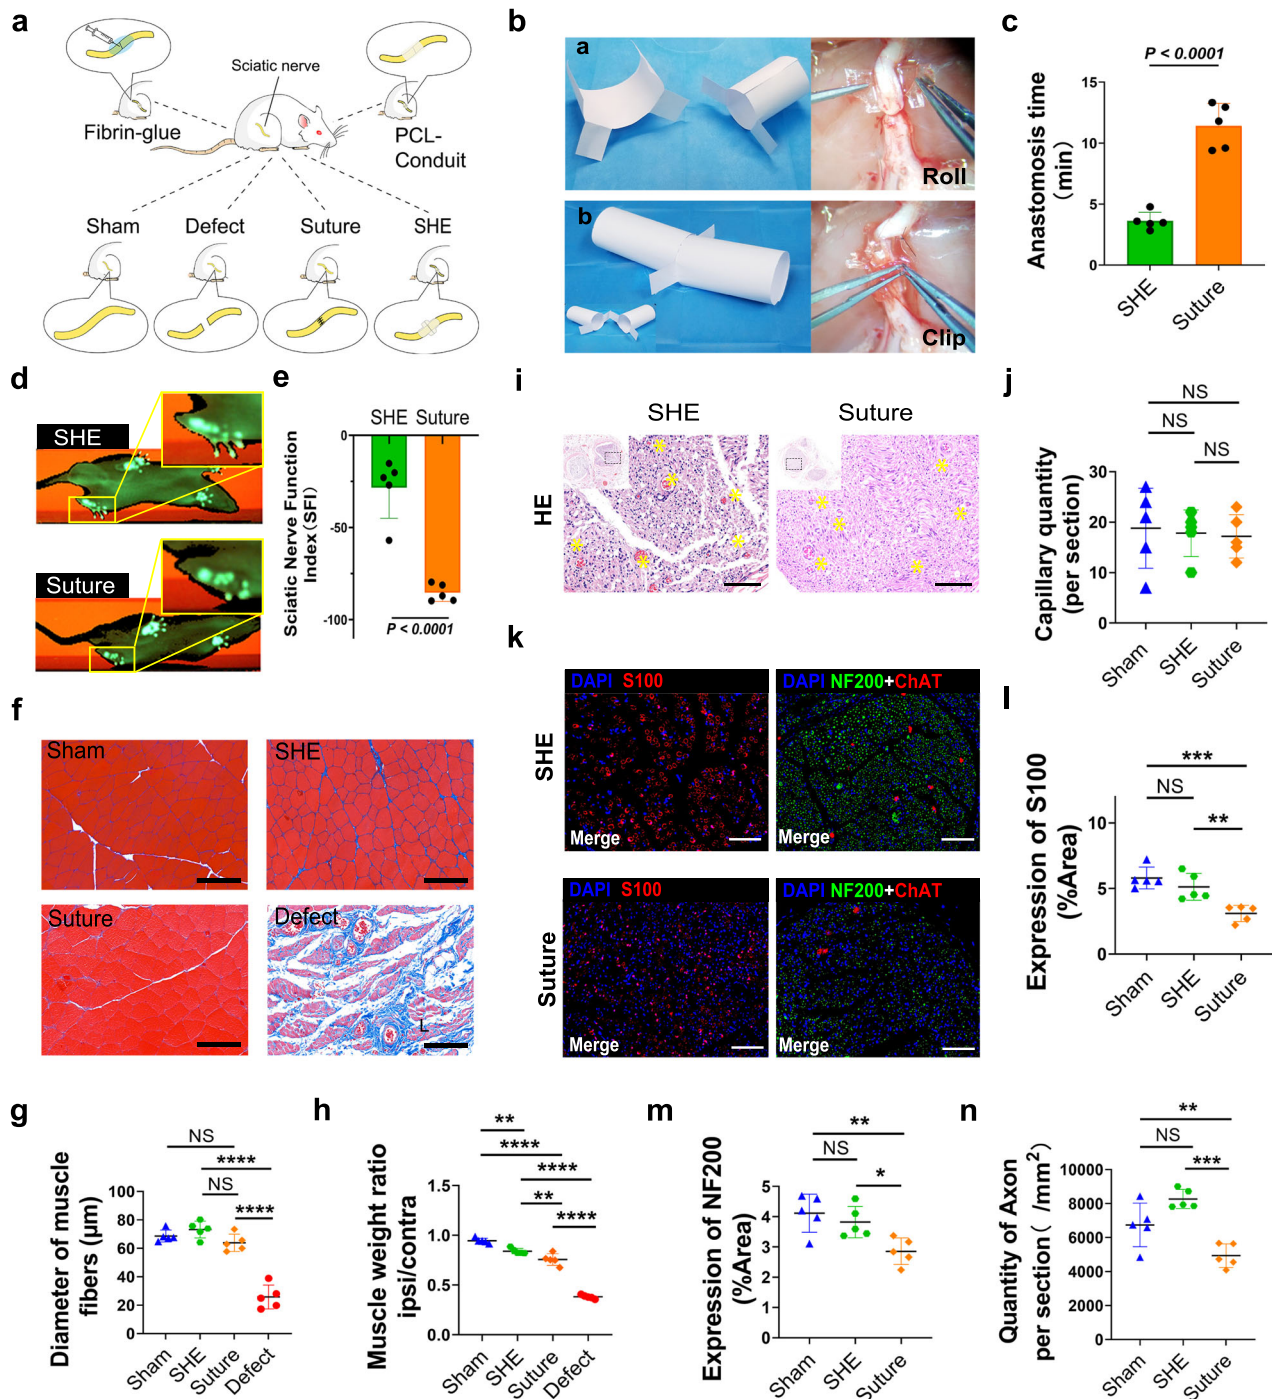 a
Sciatic nerve
Fibrin-glue
PCL-
Conduit
Sham
Defect
Suture
SHE
b
a
Roll
b
Clip
c
P < 0.0001
Anastomosis time
(min)
15
10
5
0
SHE
Suture
d
SHE
Suture
e
SHE
Suture
Sciatic Nerve Function
Index(SFI)
0
-50
-100
P < 0.0001
f
Sham
SHE
Suture
Defect
L
g
NS
****
NS
****
Diameter of muscle
fibers (μm)
100
80
60
40
20
0
Sham
SHE
Suture
Defect
h
**
****
****
**
****
Muscle weight ratio
ipsi/contra
1.5
1.0
0.5
0.0
Sham
SHE
Suture
Defect
i
SHE
Suture
HE
j
NS
NS
NS
Capillary quantity
(per section)
30
20
10
0
Sham
SHE
Suture
k
DAPI S100
DAPI NF200+ChAT
SHE
Merge
Merge
DAPI S100
DAPI NF200+ChAT
Suture
Merge
Merge
l
***
NS
**
Expression of S100
(%Area)
10
5
0
Sham
SHE
Suture
m
**
NS
*
Expression of NF200
(%Area)
5
4
3
2
1
0
Sham
SHE
Suture
n
**
NS
***
Quantity of Axon
per section( /mm²)
10000
8000
6000
4000
2000
0
Sham
SHE
Suture